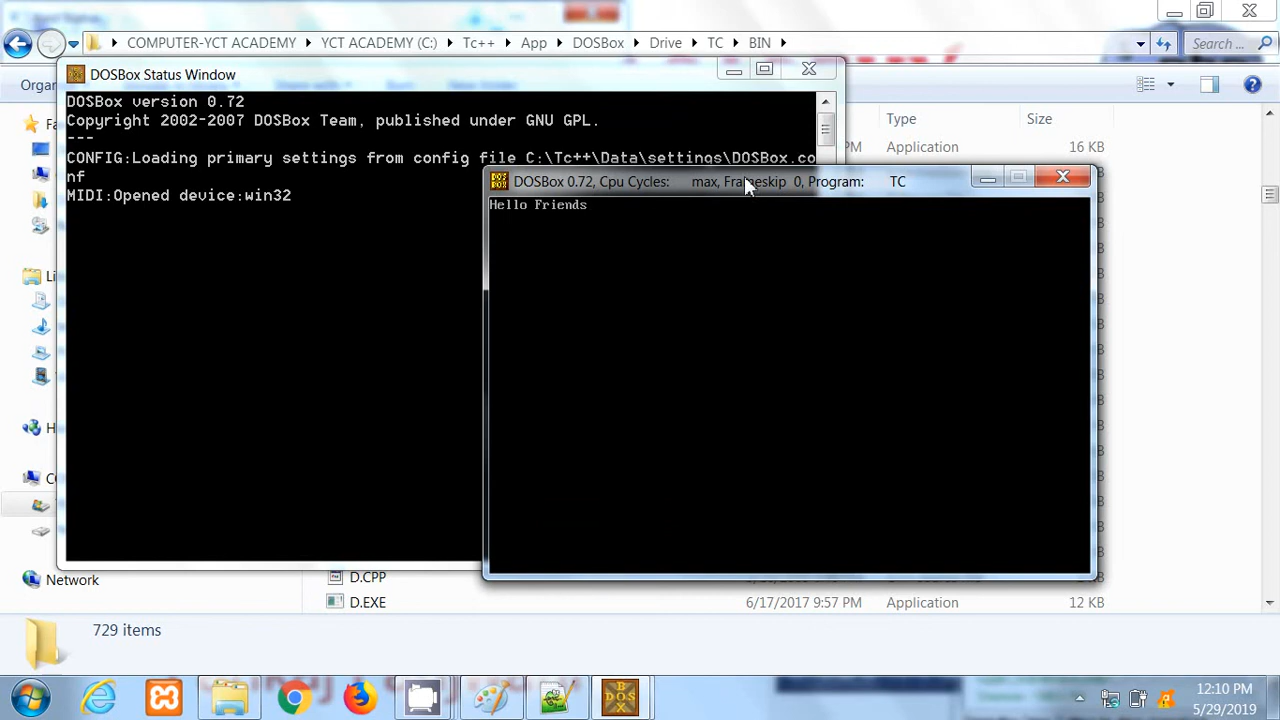 COMPUTER-YCT ACADEMY
YCT ACADEMY (C:)
Tc++
App
DOSBox
Drive
TC
BIN
Search ...
DOSBox Status Window
DOSBox version 0.72
Copyright 2002-2007 DOSBox Team, published under GNU GPL.
---
CONFIG:Loading primary settings from config file C:\Tc++\Data\settings\DOSBox.co
nf
MIDI:Opened device:win32
Type
Size
Application
16 KB
DOSBox 0.72, Cpu Cycles: max, Frameskip 0, Program: TC
Hello Friends
Network
D.CPP
D.EXE
6/17/2017 9:57 PM
Application
12 KB
729 items
12:10 PM
5/29/2019